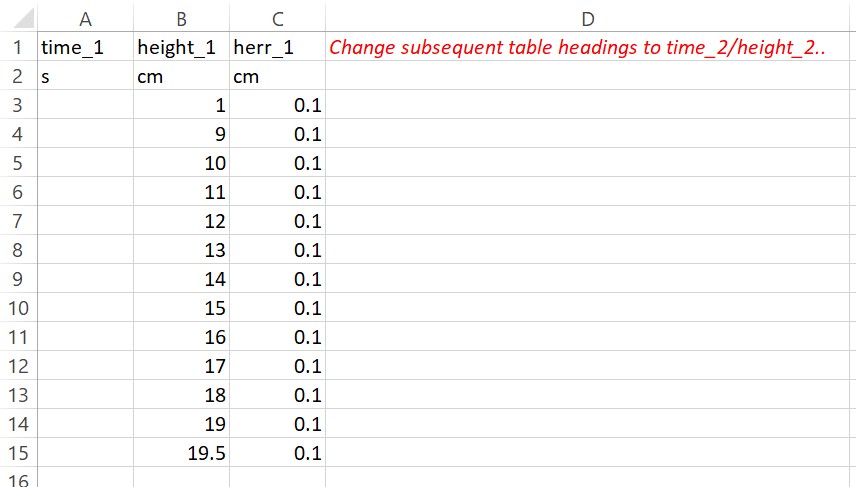 A B C D
1 time_1 height_1 herr_1 Change subsequent table headings to time_2/height_2..
2 s cm cm
3 1 0.1
4 9 0.1
5 10 0.1
6 11 0.1
7 12 0.1
8 13 0.1
9 14 0.1
10 15 0.1
11 16 0.1
12 17 0.1
13 18 0.1
14 19 0.1
15 19.5 0.1
16